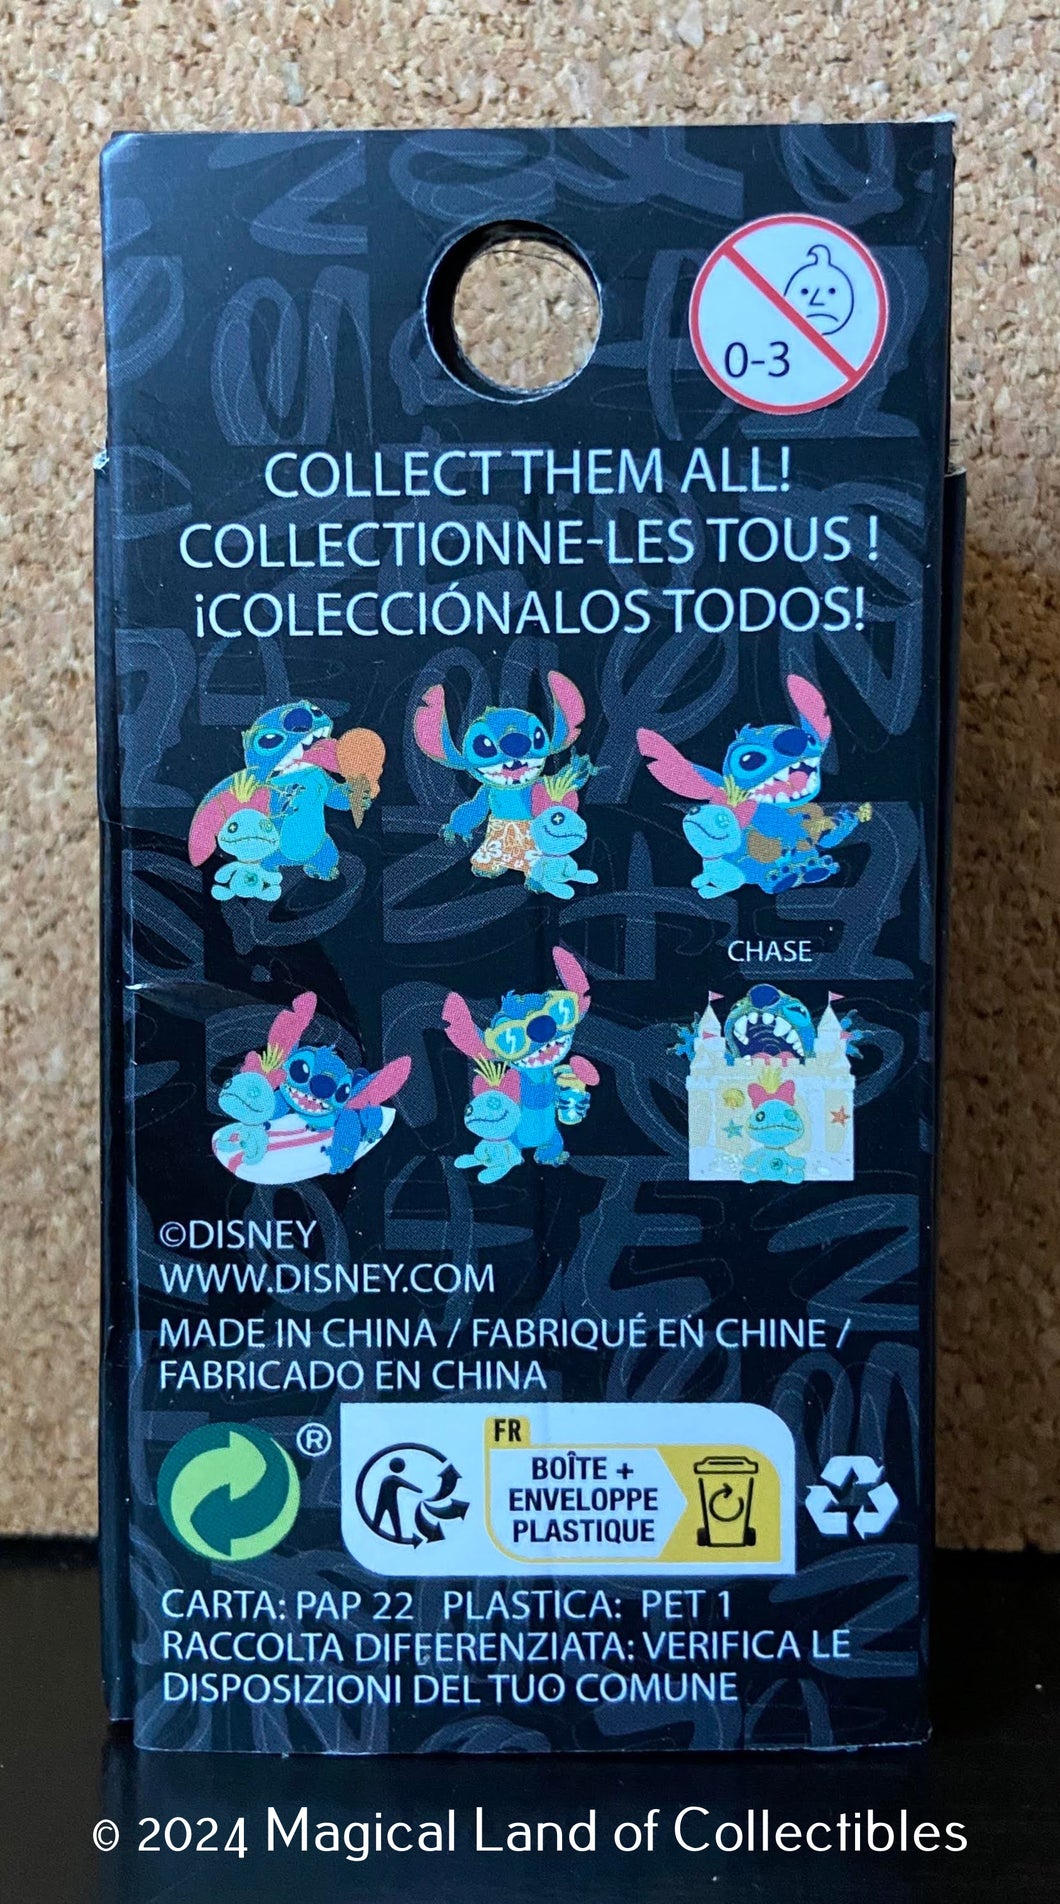 0-3
COLLECT THEM ALL!
COLLECTIONNE-LES TOUS !
¡COLECCIÓNALOS TODOS!
CHASE
©DISNEY
WWW.DISNEY.COM
MADE IN CHINA / FABRIQUÉ EN CHINE /
FABRICADO EN CHINA
®
FR
BOÎTE +
ENVELOPPE
PLASTIQUE
CARTA: PAP 22 PLASTICA: PET 1
RACCOLTA DIFFERENZIATA: VERIFICA LE
DISPOSIZIONI DEL TUO COMUNE
© 2024 Magical Land of Collectibles